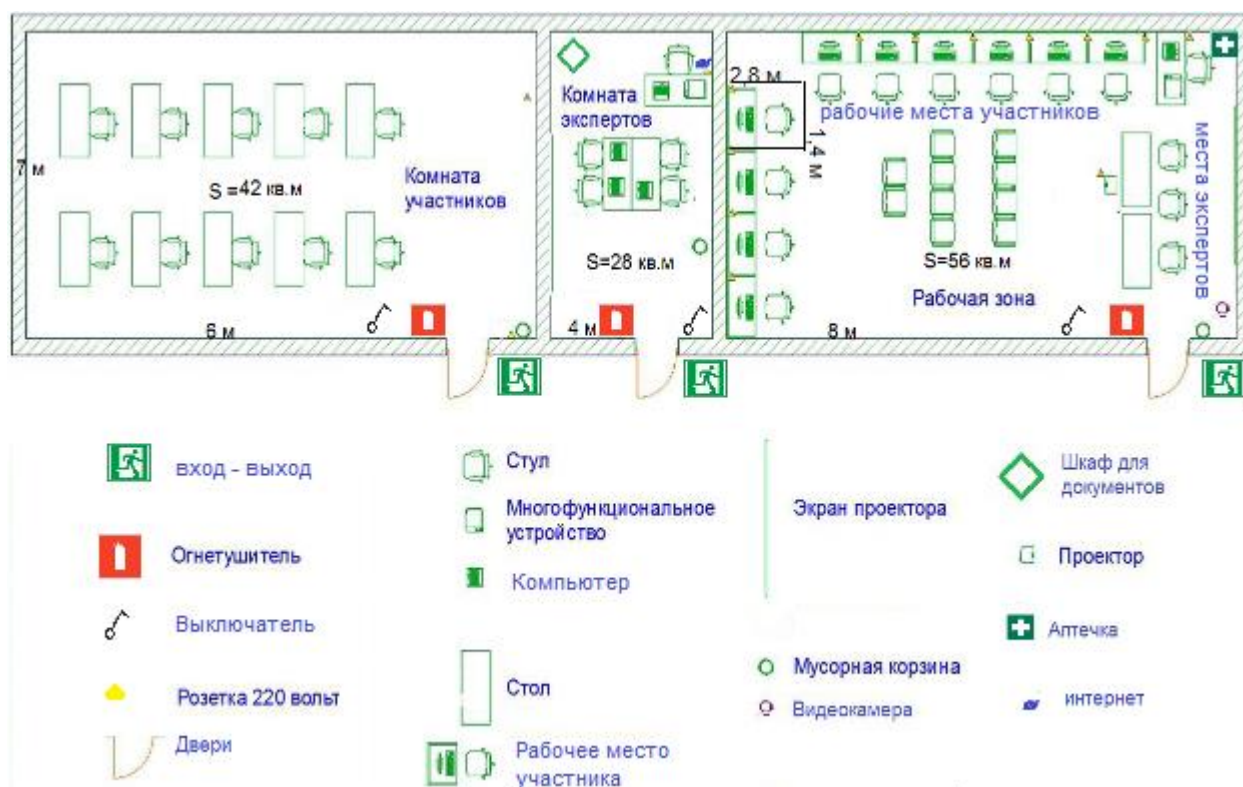 7 м
S =42 кв.м
Комната
участников
6 м
Комната
экспертов
S=28 кв.м
4 м
2,8 м
1,4 м
рабочие места участников
места экспертов
S=56 кв.м
Рабочая зона
8 м
вход - выход
Огнетушитель
Выключатель
Розетка 220 вольт
Двери
Стул
Многофункциональное
устройство
Компьютер
Стол
Рабочее место
участника
Экран проектора
Мусорная корзина
Видеокамера
Шкаф для
документов
Проектор
Аптечка
интернет